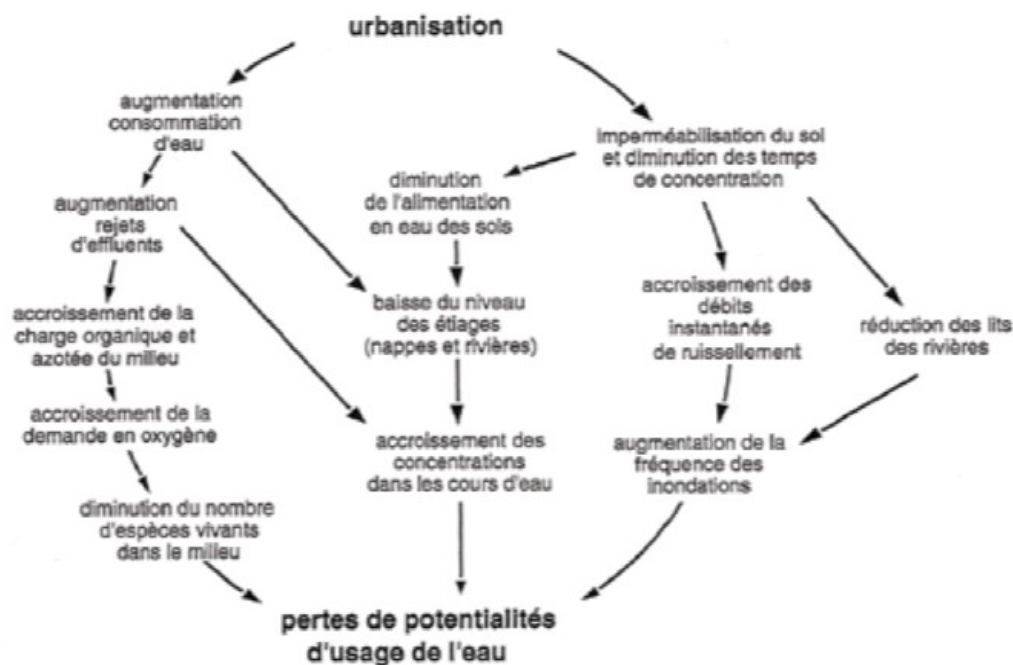 urbanisation
augmentation
consommation
d'eau
imperméabilisation du sol
et diminution des temps
de concentration
diminution
de l'alimentation
en eau des sols
augmentation
rejets
d'effluents
accroissement de la
charge organique et
azotée du milieu
baisse du niveau
des étiages
(nappes et rivières)
accroissement des
débits
instantanés
de ruissellement
réduction des lits
des rivières
accroissement de la
demande en oxygène
accroissement des
concentrations
dans les cours d'eau
augmentation de la
fréquence des
inondations
diminution du nombre
d'espèces vivants
dans le milieu
pertes de potentialités
d'usage de l'eau